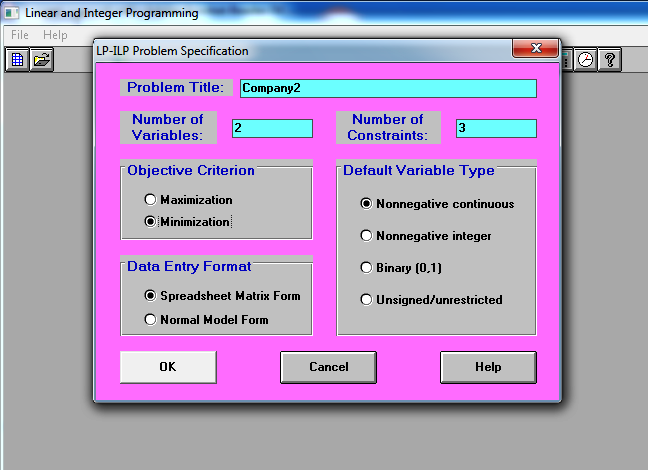 Linear and Integer Programming
File Help
LP-ILP Problem Specification
Problem Title: Company2
Number of Variables: 2
Number of Constraints: 3
Objective Criterion
Maximization
Minimization
Data Entry Format
Spreadsheet Matrix Form
Normal Model Form
Default Variable Type
Nonnegative continuous
Nonnegative integer
Binary (0,1)
Unsigned/unrestricted
OK Cancel Help